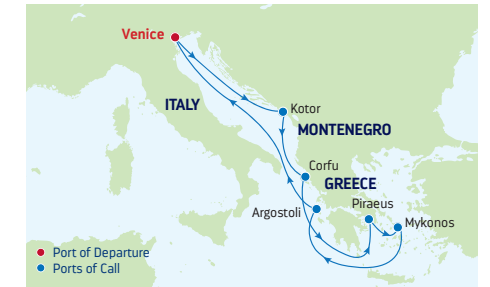 Venice
ITALY
Kotor
MONTENEGRO
Corfu
GREECE
Argostoli
Piraeus
Mykonos
Port of Departure
Ports of Call